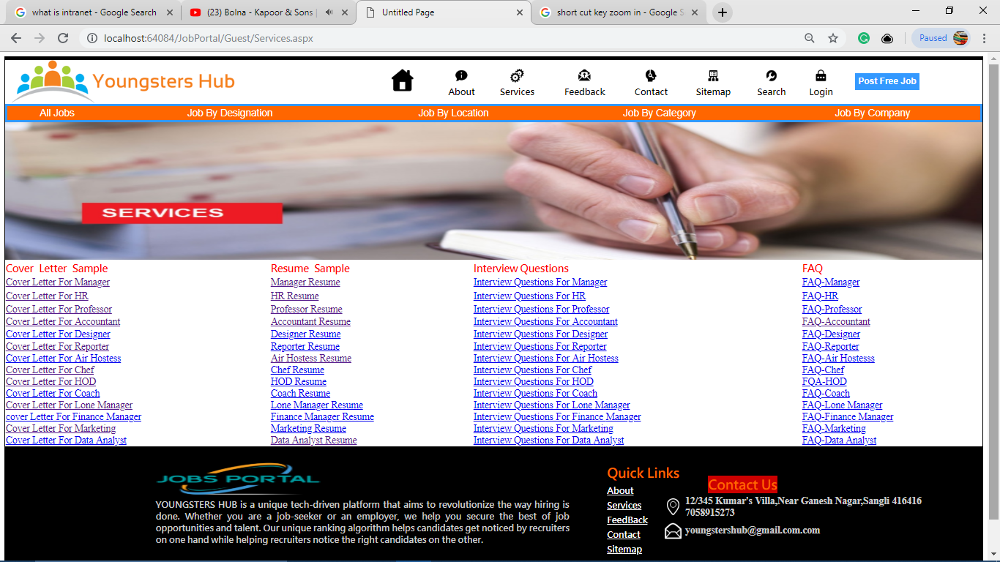 what is intranet - Google Search
(23) Bolna - Kapoor & Sons |
Untitled Page
short cut key zoom in - Google S
localhost:64084/JobPortal/Guest/Services.aspx
Paused
Youngsters Hub
About
Services
Feedback
Contact
Sitemap
Search
Login
Post Free Job
All Jobs
Job By Designation
Job By Location
Job By Category
Job By Company
SERVICES
Cover Letter Sample
Cover Letter For Manager
Cover Letter For HR
Cover Letter For Professor
Cover Letter For Accountant
Cover Letter For Designer
Cover Letter For Reporter
Cover Letter For Air Hostess
Cover Letter For Chef
Cover Letter For HOD
Cover Letter For Coach
Cover Letter For Lone Manager
cover Letter For Finance Manager
Cover Letter For Marketing
Cover Letter For Data Analyst
Resume Sample
Manager Resume
HR Resume
Professor Resume
Accountant Resume
Designer Resume
Reporter Resume
Air Hostess Resume
Chef Resume
HOD Resume
Coach Resume
Lone Manager Resume
Finance Manager Resume
Marketing Resume
Data Analyst Resume
Interview Questions
Interview Questions For Manager
Interview Questions For HR
Interview Questions For Professor
Interview Questions For Accountant
Interview Questions For Designer
Interview Questions For Reporter
Interview Questions For Air Hostess
Interview Questions For Chef
Interview Questions For HOD
Interview Questions For Coach
Interview Questions For Lone Manager
Interview Questions For Finance Manager
Interview Questions For Marketing
Interview Questions For Data Analyst
FAQ
FAQ-Manager
FAQ-HR
FAQ-Professor
FAQ-Accountant
FAQ-Designer
FAQ-Reporter
FAQ-Air Hostesss
FAQ-Chef
FQA-HOD
FAQ-Coach
FAQ-Lone Manager
FAQ-Finance Manager
FAQ-Marketing
FAQ-Data Analyst
JOBS PORTAL
YOUNGSTERS HUB is a unique tech-driven platform that aims to revolutionize the way hiring is
done. Whether you are a job-seeker or an employer, we help you secure the best of job
opportunities and talent. Our unique ranking algorithm helps candidates get noticed by recruiters
on one hand while helping recruiters notice the right candidates on the other.
Quick Links
About
Services
FeedBack
Contact
Sitemap
Contact Us
12/345 Kumar's Villa,Near Ganesh Nagar,Sangli 416416
7058915273
youngstershub@gmail.com.com